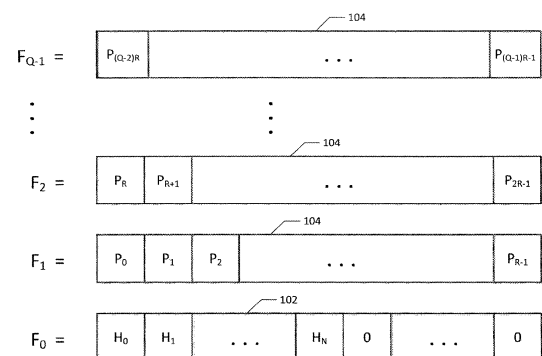 104
F_{Q-1} = P_{(Q-2)R} . . . P_{(Q-1)R-1}
104
F_2 = P_R P_{R+1} . . . P_{2R-1}
104
F_1 = P_0 P_1 P_2 . . . P_{R-1}
102
F_0 = H_0 H_1 . . . H_N 0 . . . 0